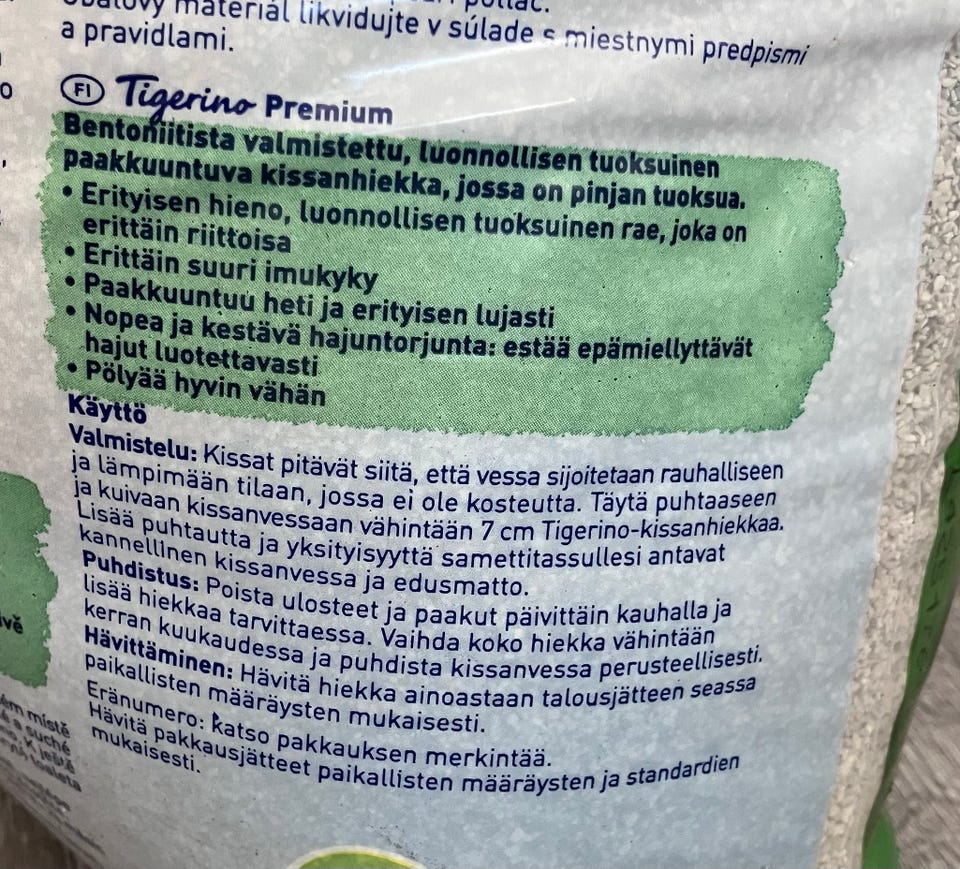 Obalový materiál likvidujte v súlade s miestnymi predpismi
a pravidlami.
FI Tigerino Premium
Bentoniitista valmistettu, luonnollisen tuoksuinen
paakkuuntuva kissanhiekka, jossa on pinjan tuoksua.
• Erityisen hieno, luonnollisen tuoksuinen rae, joka on
erittäin riittoisa
• Erittäin suuri imukyky
• Paakkuuntuu heti ja erityisen lujasti
• Nopea ja kestävä hajuntorjunta: estää epämiellyttävät
hajut luotettavasti
• Pölyää hyvin vähän
Käyttö
Valmistelu: Kissat pitävät siitä, että vessa sijoitetaan rauhalliseen
ja lämpimään tilaan, jossa ei ole kosteutta. Täytä puhtaaseen
ja kuivaan kissanvessaan vähintään 7 cm Tigerino-kissanhiekkaa.
Lisää puhtautta ja yksityisyyttä samettitassullesi antavat
kannellinen kissanvessa ja edusmatto.
Puhdistus: Poista ulosteet ja paakut päivittäin kauhalla ja
lisää hiekkaa tarvittaessa. Vaihda koko hiekka vähintään
kerran kuukaudessa ja puhdista kissanvessa perusteellisesti.
Hävittäminen: Hävitä hiekka ainoastaan talousjätteen seassa
paikallisten määräysten mukaisesti.
Eränumero: katso pakkauksen merkintää.
Hävitä pakkausjätteet paikallisten määräysten ja standardien
mukaisesti.
místě
a suché